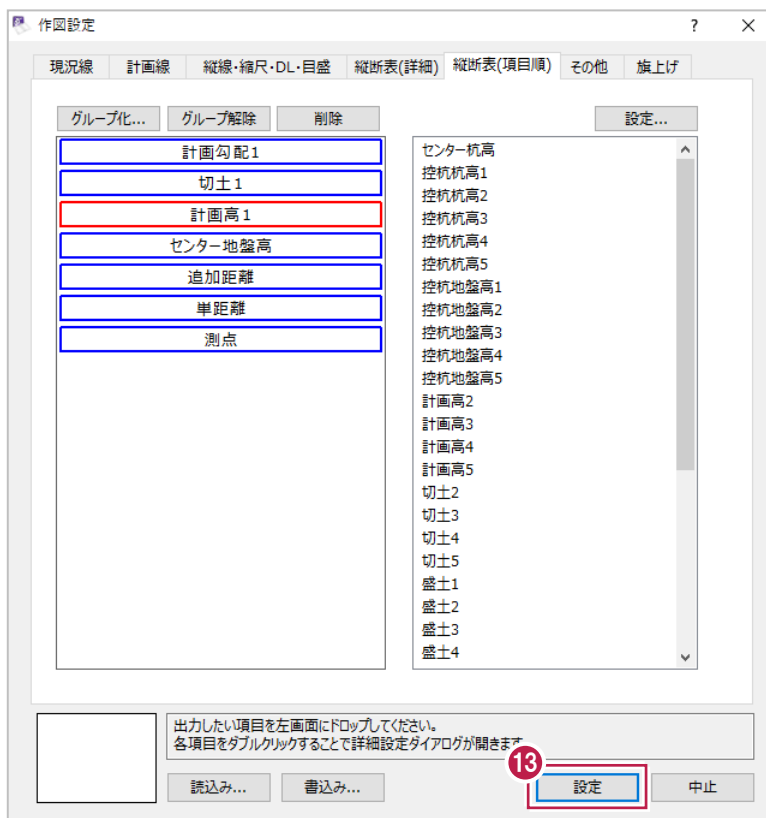 作図設定
?
×
現況線
計画線
縦線・縮尺・DL・目盛
縦断表(詳細)
縦断表(項目順)
その他
旗上げ
グループ化...
グループ解除
削除
設定...
計画勾配1
切土1
計画高1
センター地盤高
追加距離
単距離
測点
センター杭高
控杭杭高1
控杭杭高2
控杭杭高3
控杭杭高4
控杭杭高5
控杭地盤高1
控杭地盤高2
控杭地盤高3
控杭地盤高4
控杭地盤高5
計画高2
計画高3
計画高4
計画高5
切土2
切土3
切土4
切土5
盛土1
盛土2
盛土3
盛土4
出力したい項目を左画面にドロップしてください。
各項目をダブルクリックすることで詳細設定ダイアログが開きます
13
読込み...
書込み...
設定
中止